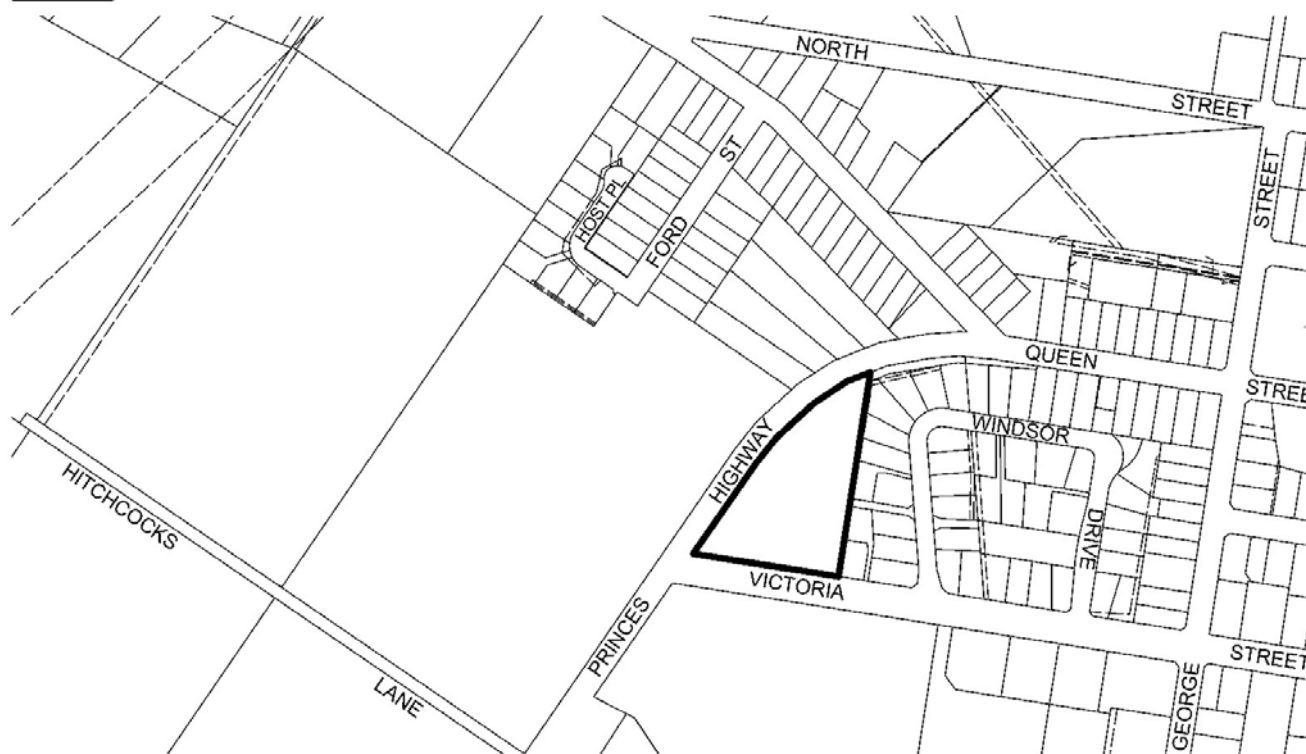 NORTH
STREET
STREET
HOST PL
FORD
ST
QUEEN
STREE
HIGHWAY
WINDSOR
DRIVE
HITCHCOCKS
LANE
PRINCES
VICTORIA
STREET
GEORGE